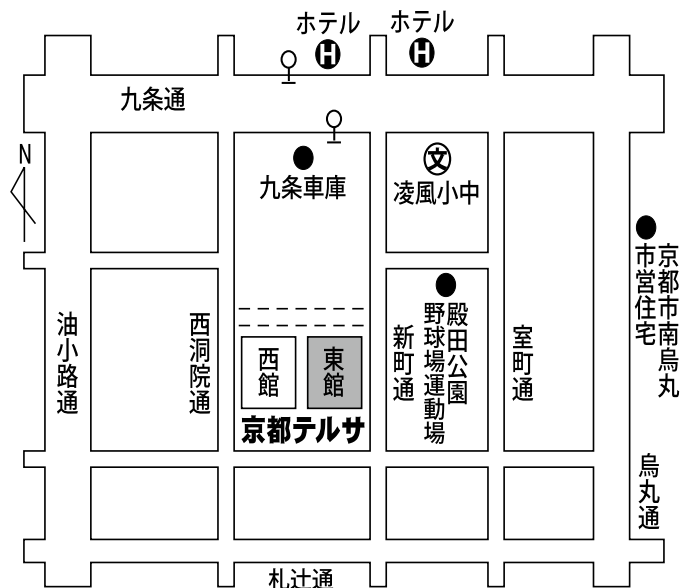 ホテル
H
ホテル
H
九条通
N
九条車庫
文
凌風小中
京都市南烏丸
市営住宅
油小路通
西洞院通
新町通
殿田公園
野球場運動場
室町通
西館
東館
京都テルサ
烏丸通
札辻通